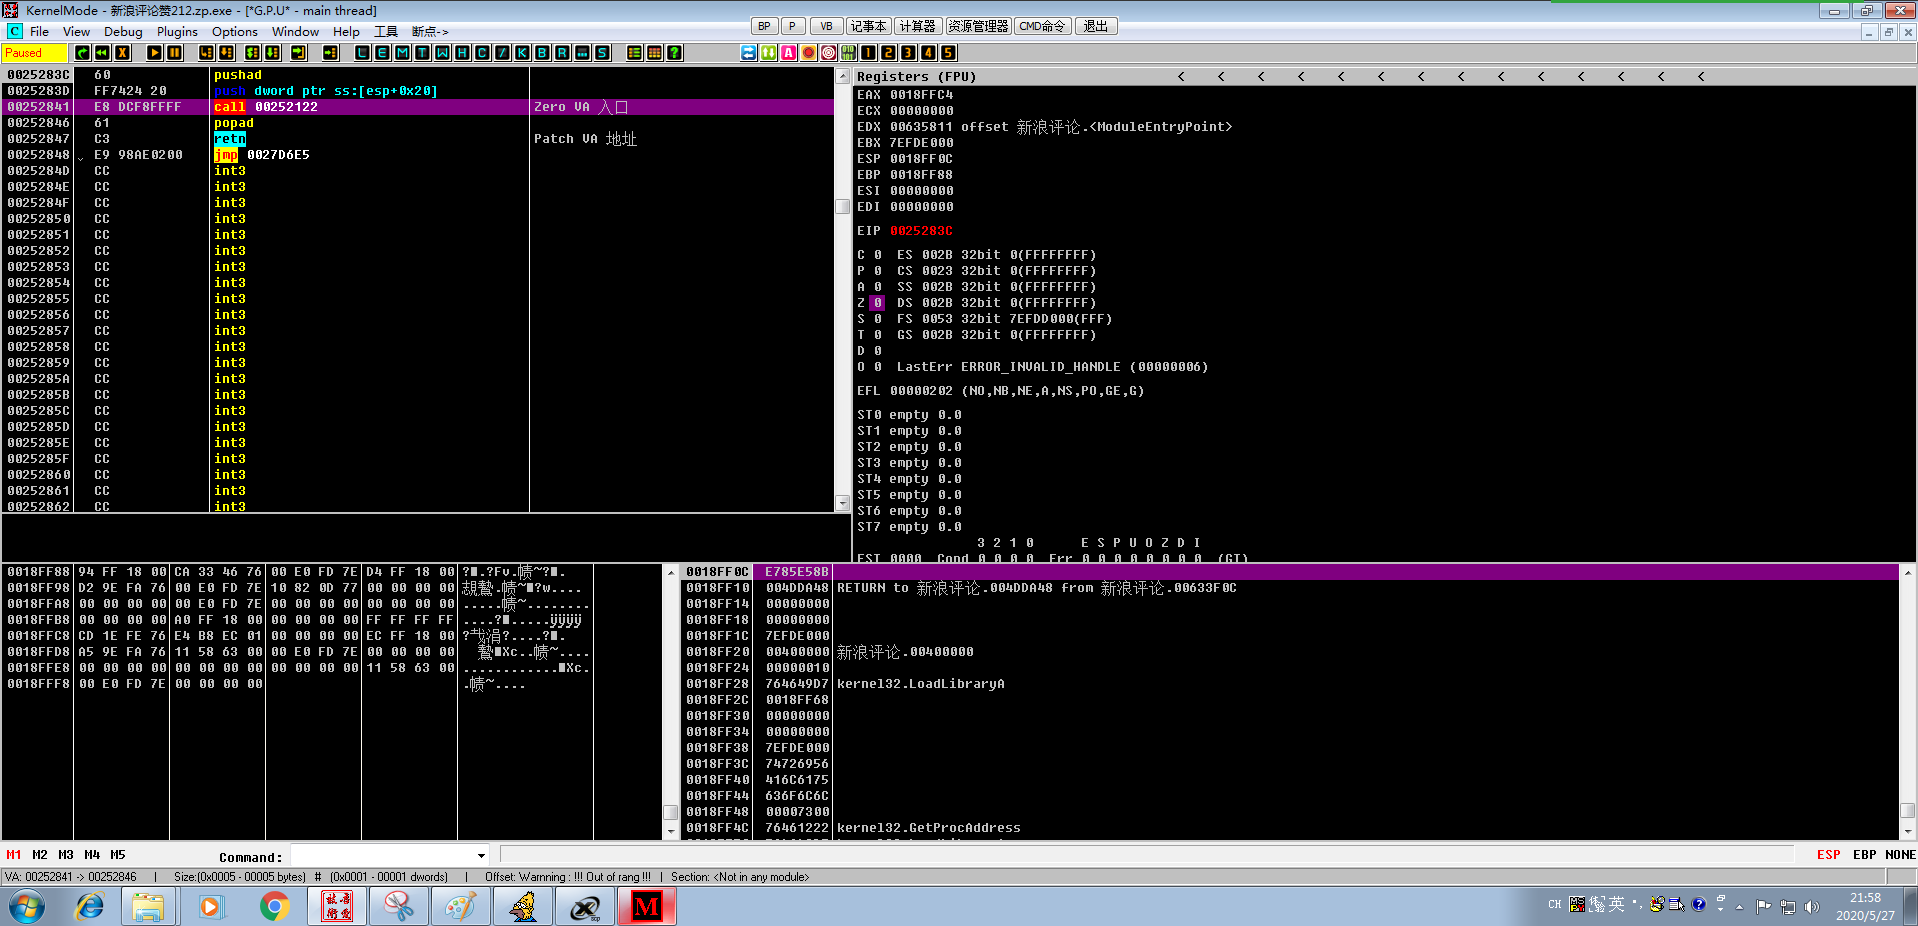 KernelMode - 新浪评论赞212.zp.exe - [*G.P.U* - main thread]
BP P VB 记事本 计算器 资源管理器 CMD命令 退出
C File View Debug Plugins Options Window Help 工具 断点->
Paused
L E M T W H C / K B R ... S
1 2 3 4 5
0025283C 60 pushad
0025283D FF7424 20 push dword ptr ss:[esp+0x20]
00252841 E8 DCF8FFFF call 00252122 Zero VA 入口
00252846 61 popad
00252847 C3 retn Patch VA 地址
00252848 E9 98AE0200 jmp 0027D6E5
0025284D CC int3
0025284E CC int3
0025284F CC int3
00252850 CC int3
00252851 CC int3
00252852 CC int3
00252853 CC int3
00252854 CC int3
00252855 CC int3
00252856 CC int3
00252857 CC int3
00252858 CC int3
00252859 CC int3
0025285A CC int3
0025285B CC int3
0025285C CC int3
0025285D CC int3
0025285E CC int3
0025285F CC int3
00252860 CC int3
00252861 CC int3
00252862 CC int3
Registers (FPU) < < < < < < < < < < < < < <
EAX 0018FFC4
ECX 00000000
EDX 00635811 offset 新浪评论.<ModuleEntryPoint>
EBX 7EFDE000
ESP 0018FF0C
EBP 0018FF88
ESI 00000000
EDI 00000000
EIP 0025283C
C 0 ES 002B 32bit 0(FFFFFFFF)
P 0 CS 0023 32bit 0(FFFFFFFF)
A 0 SS 002B 32bit 0(FFFFFFFF)
Z 0 DS 002B 32bit 0(FFFFFFFF)
S 0 FS 0053 32bit 7EFDD000(FFF)
T 0 GS 002B 32bit 0(FFFFFFFF)
D 0
O 0 LastErr ERROR_INVALID_HANDLE (00000006)
EFL 00000202 (NO,NB,NE,A,NS,PO,GE,G)
ST0 empty 0.0
ST1 empty 0.0
ST2 empty 0.0
ST3 empty 0.0
ST4 empty 0.0
ST5 empty 0.0
ST6 empty 0.0
ST7 empty 0.0
3 2 1 0 E S P U O Z D I
FST 0000 Cond 0 0 0 0 Err 0 0 0 0 0 0 0 0 (GT)
0018FF88 94 FF 18 00 CA 33 46 76 00 E0 FD 7E D4 FF 18 00
0018FF98 D2 9E FA 76 00 E0 FD 7E 10 82 0D 77 00 00 00 00
0018FFA8 00 00 00 00 00 E0 FD 7E 00 00 00 00 00 00 00 00
0018FFB8 00 00 00 00 A0 FF 18 00 00 00 00 00 FF FF FF FF
0018FFC8 CD 1E FE 76 E4 B8 EC 01 00 00 00 00 EC FF 18 00
0018FFD8 A5 9E FA 76 11 58 63 00 00 E0 FD 7E 00 00 00 00
0018FFE8 00 00 00 00 00 00 00 00 00 00 00 00 11 58 63 00
0018FFF8 00 E0 FD 7E 00 00 00 00
0018FF0C E785E58B
0018FF10 004DDA48 RETURN to 新浪评论.004DDA48 from 新浪评论.00633F0C
0018FF14 00000000
0018FF18 00000000
0018FF1C 7EFDE000
0018FF20 00400000 新浪评论.00400000
0018FF24 00000010
0018FF28 764649D7 kernel32.LoadLibraryA
0018FF2C 0018FF68
0018FF30 00000000
0018FF34 00000000
0018FF38 7EFDE000
0018FF3C 74726956
0018FF40 416C6175
0018FF44 636F6C6C
0018FF48 00007300
0018FF4C 76461222 kernel32.GetProcAddress
M1 M2 M3 M4 M5 Command: ESP EBP NONE
VA: 00252841 -> 00252846 | Size:(0x0005 - 00005 bytes) # (0x0001 - 00001 dwords) | Offset: Warnning : !!! Out of rang !!! | Section: <Not in any module>
CH 英 21:58
2020/5/27